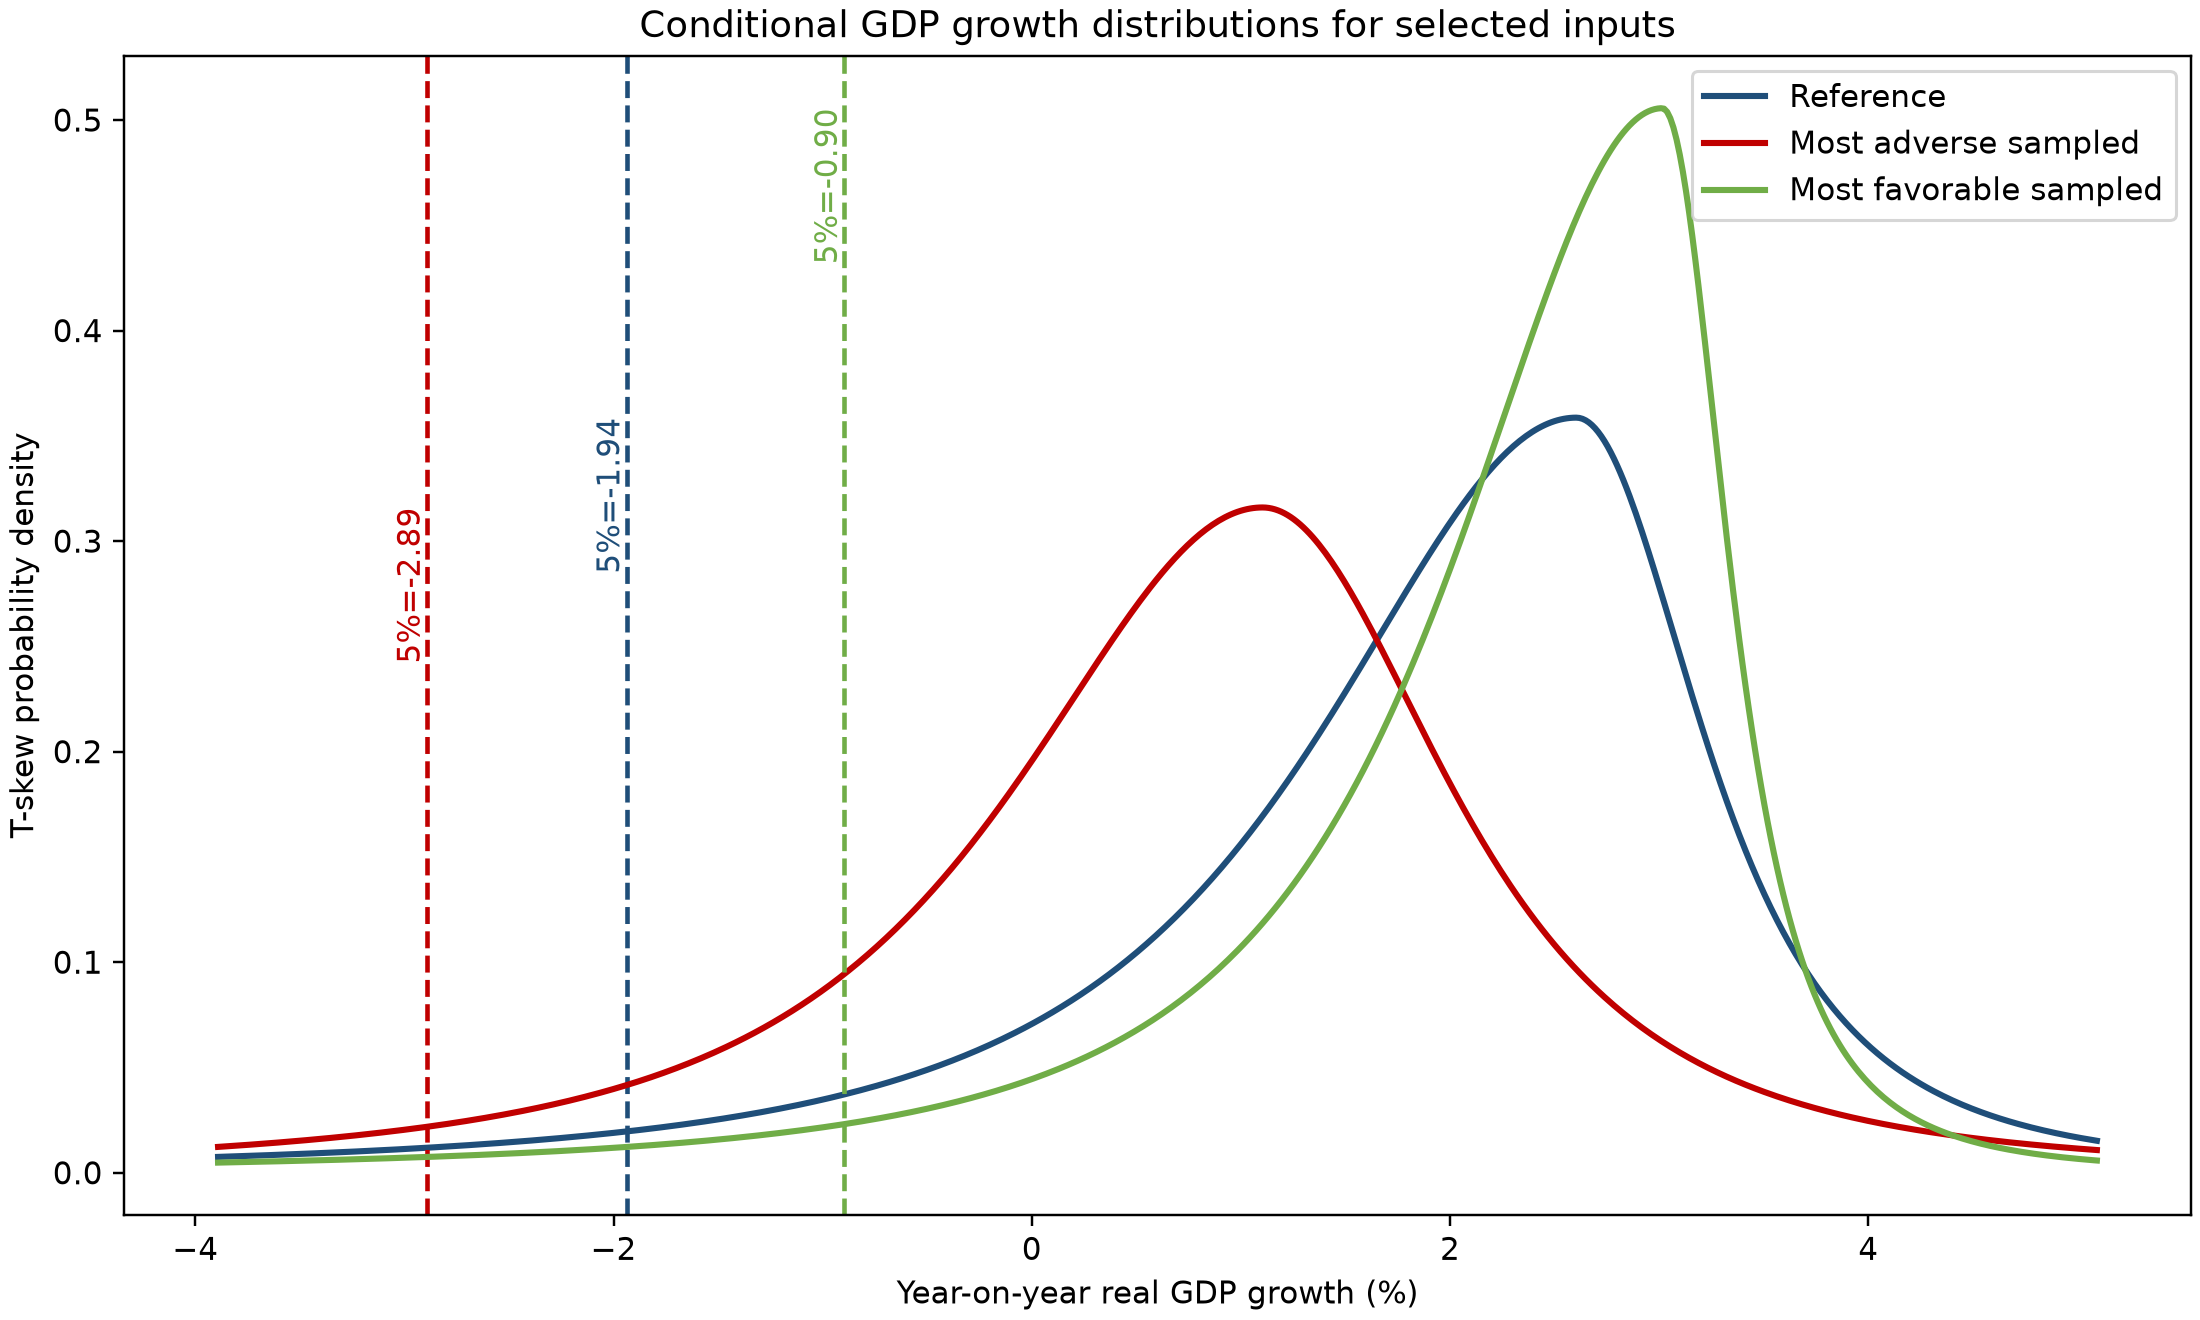 Conditional GDP growth distributions for selected inputs
Reference
Most adverse sampled
Most favorable sampled
5%=-2.89
5%=-1.94
5%=-0.90
T-skew probability density
0.5
0.4
0.3
0.2
0.1
0.0
−4
−2
0
2
4
Year-on-year real GDP growth (%)